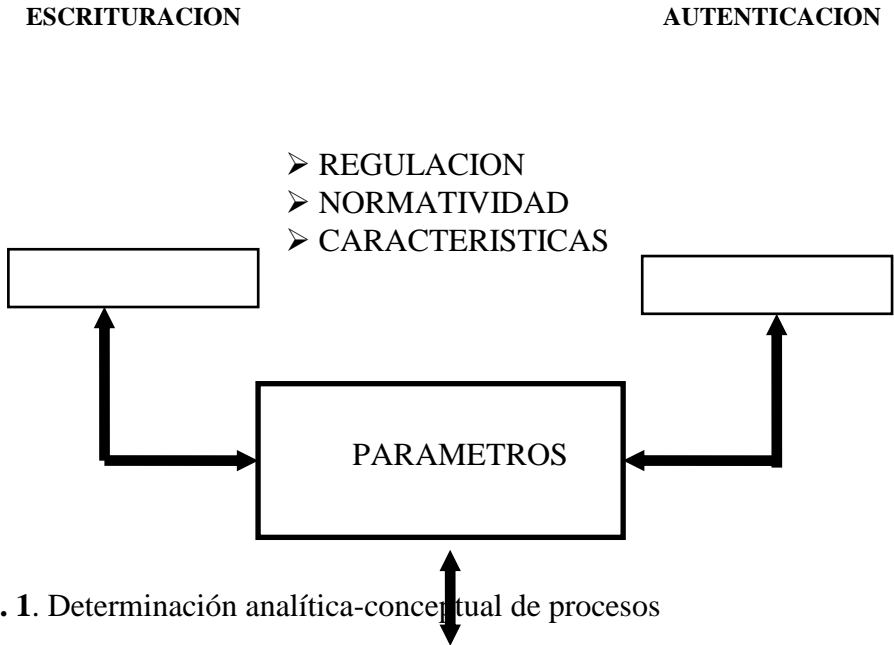 ESCRITURACION AUTENTICACION
➢ REGULACION
➢ NORMATIVIDAD
➢ CARACTERISTICAS
PARAMETROS
. 1. Determinación analítica-conceptual de procesos